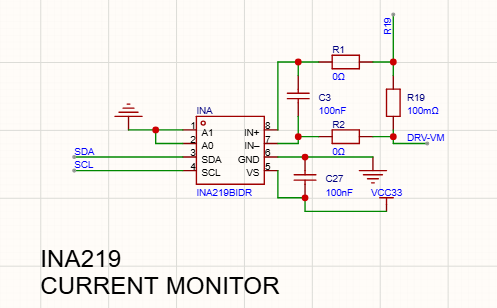 R19
R1
0Ω
C3
100nF
R19
100mΩ
R2
0Ω
DRV-VM
INA
1
A1
IN+
8
2
A0
IN–
7
SDA
3
SDA
GND
6
SCL
4
SCL
VS
5
INA219BIDR
C27
100nF
VCC33
INA219
CURRENT MONITOR